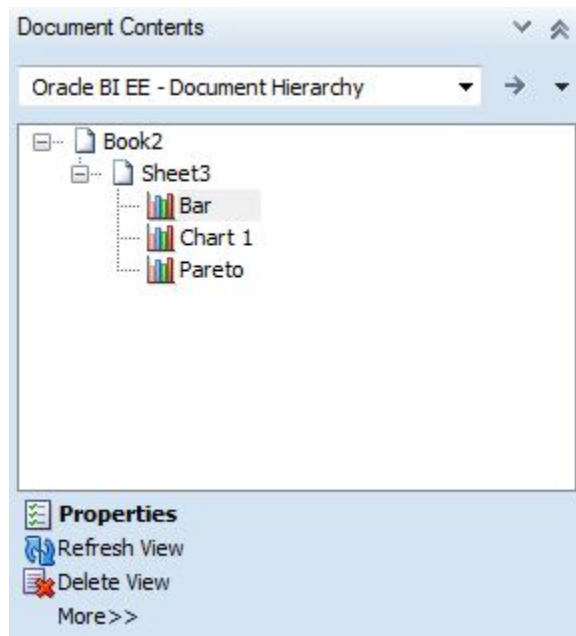 Document Contents
Oracle BI EE - Document Hierarchy
Book2
Sheet3
Bar
Chart 1
Pareto
Properties
Refresh View
Delete View
More>>